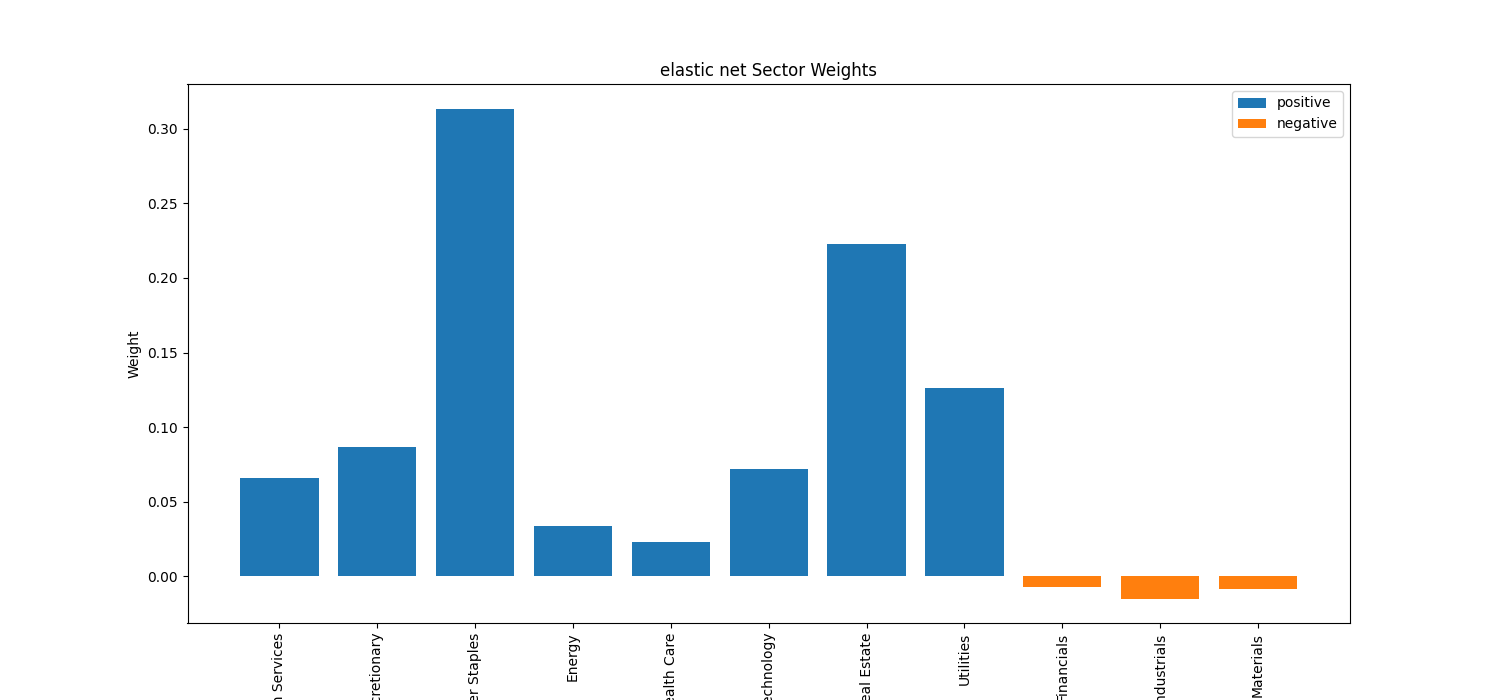 elastic net Sector Weights
positive
negative
0.30
0.25
0.20
0.15
0.10
0.05
0.00
Weight
Services
cretionary
er Staples
Energy
ealth Care
echnology
eal Estate
Utilities
Financials
ndustrials
Materials